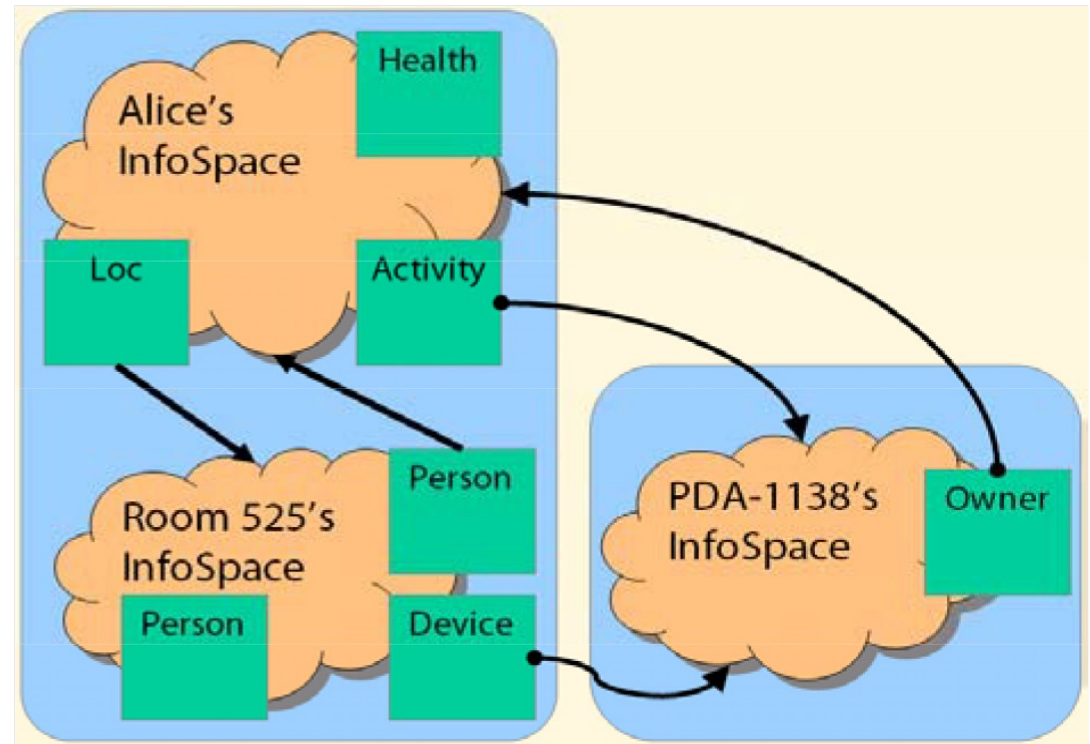 Health
Alice's
InfoSpace
Loc
Activity
Person
Room 525's
InfoSpace
Person
Device
PDA-1138's
InfoSpace
Owner